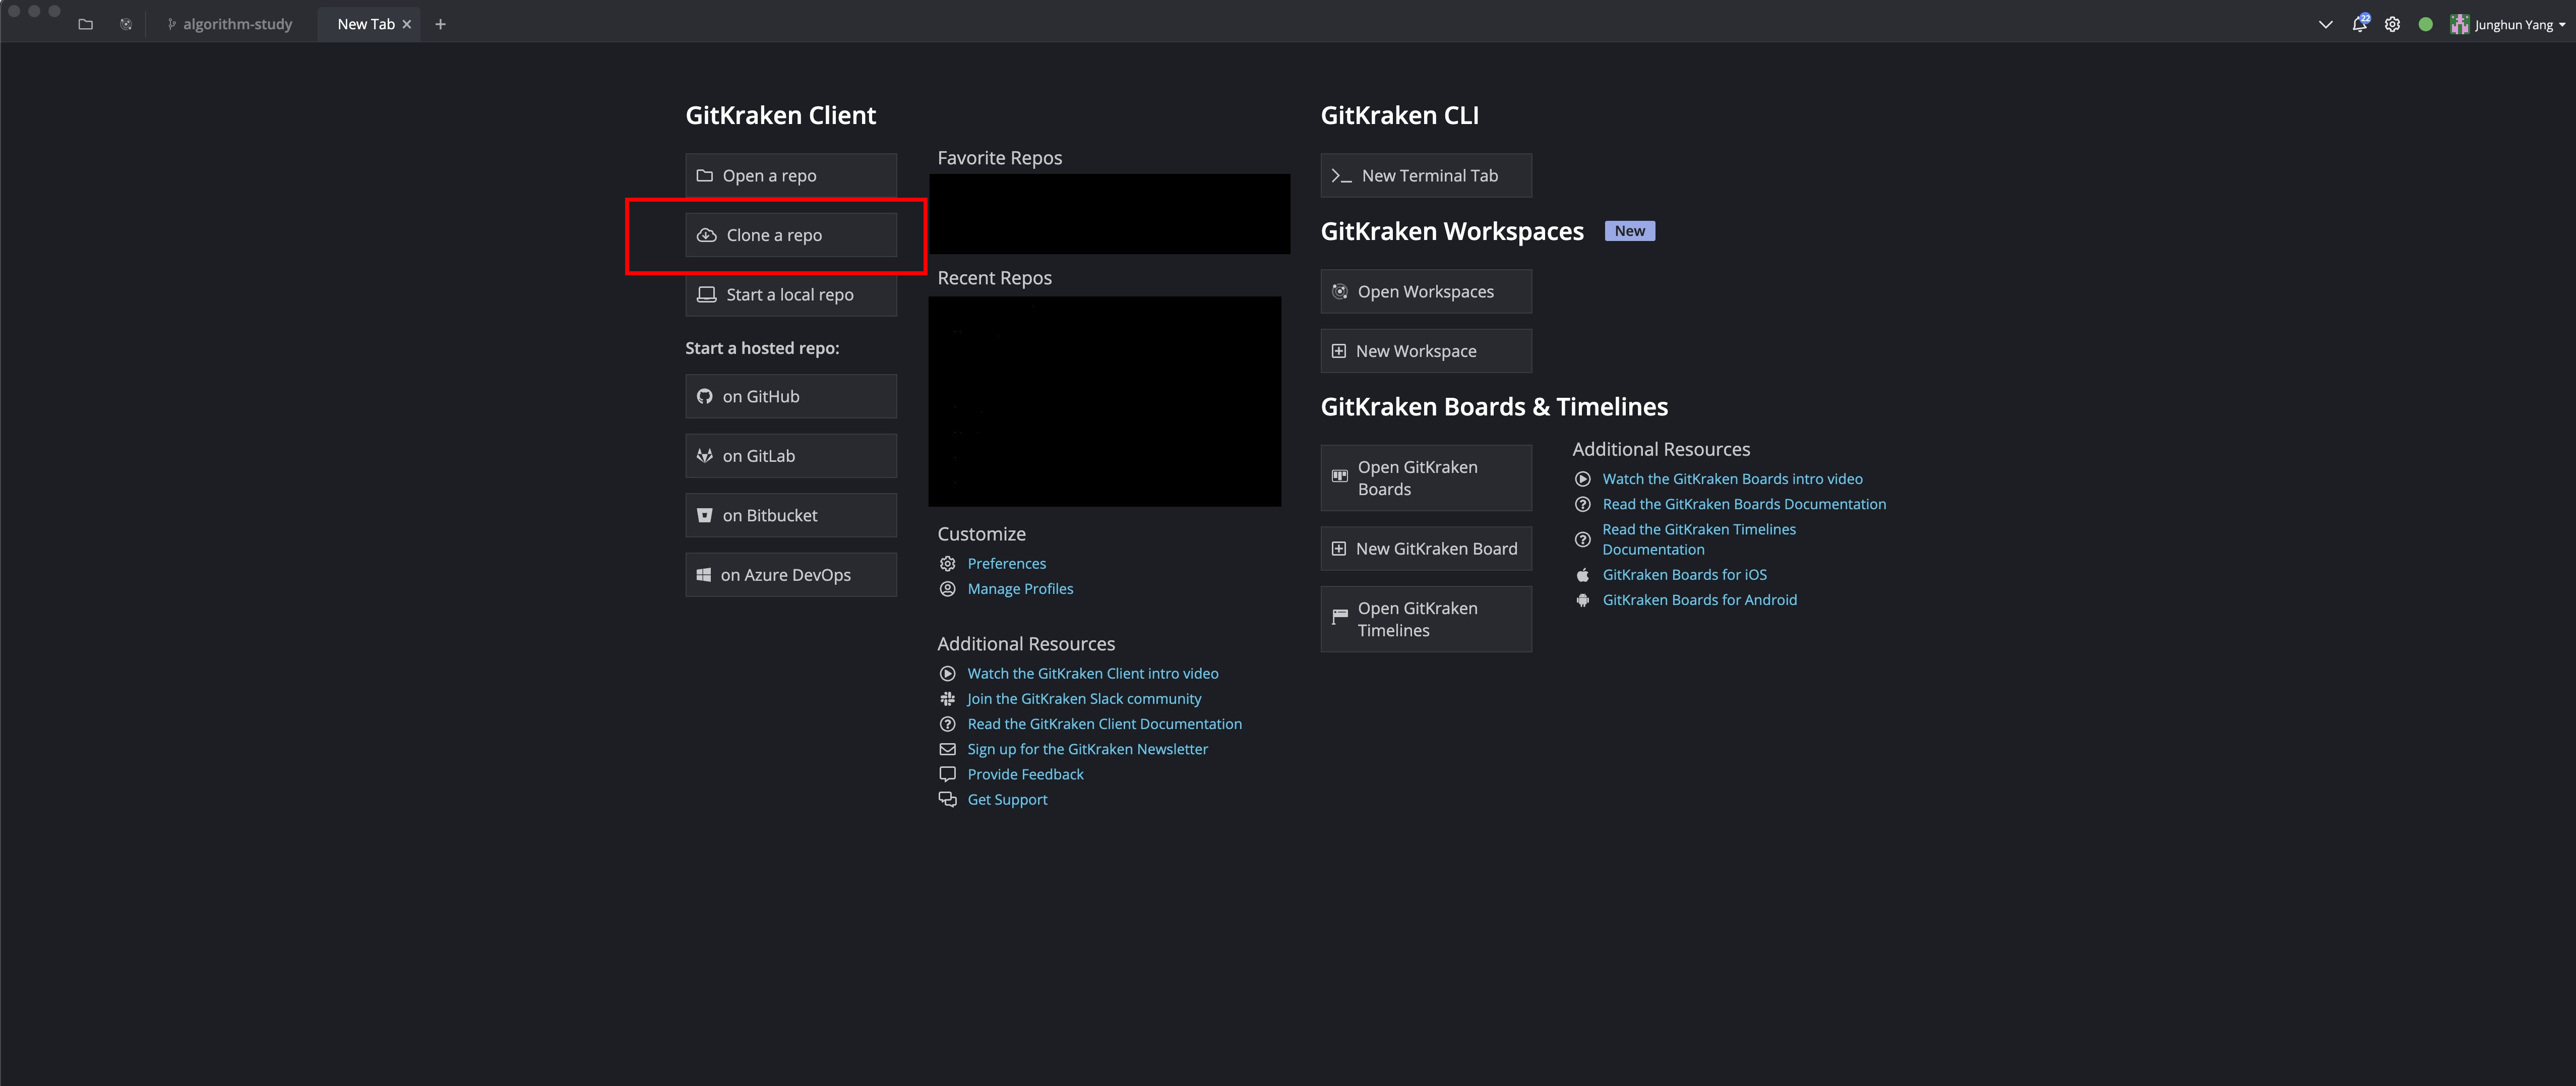 algorithm-study
New Tab
22
Junghun Yang
GitKraken Client
Open a repo
Clone a repo
Start a local repo
Start a hosted repo:
on GitHub
on GitLab
on Bitbucket
on Azure DevOps
Favorite Repos
Recent Repos
Customize
Preferences
Manage Profiles
Additional Resources
Watch the GitKraken Client intro video
Join the GitKraken Slack community
Read the GitKraken Client Documentation
Sign up for the GitKraken Newsletter
Provide Feedback
Get Support
GitKraken CLI
New Terminal Tab
GitKraken Workspaces New
Open Workspaces
New Workspace
GitKraken Boards & Timelines
Open GitKraken
Boards
New GitKraken Board
Open GitKraken
Timelines
Additional Resources
Watch the GitKraken Boards intro video
Read the GitKraken Boards Documentation
Read the GitKraken Timelines
Documentation
GitKraken Boards for iOS
GitKraken Boards for Android